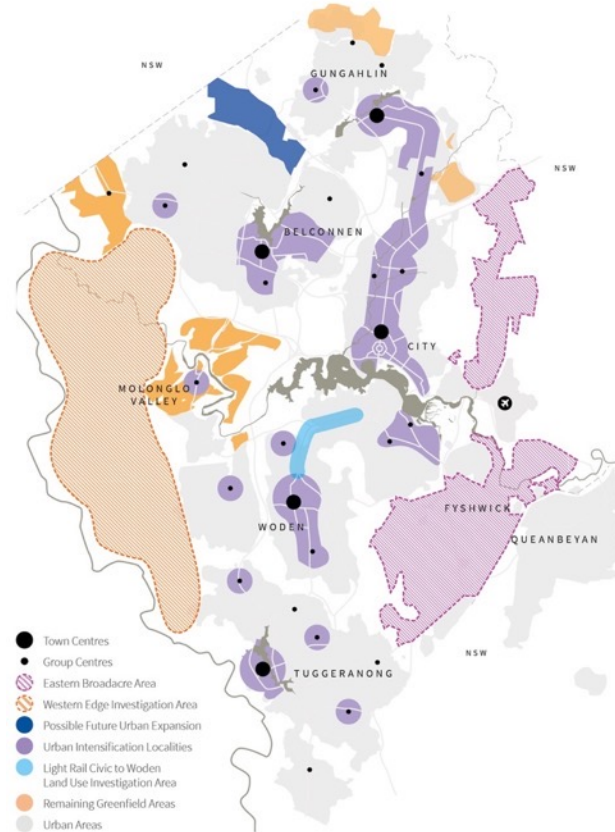 NSW
GUNGAHLIN
NSW
BELCONNEN
CITY
MOLONGLO
VALLEY
FYSHWICK
WODEN
QUEANBEYAN
NSW
TUGGERANONG
Town Centres
Group Centres
Eastern Broadacre Area
Western Edge Investigation Area
Possible Future Urban Expansion
Urban Intensification Localities
Light Rail Civic to Woden
Land Use Investigation Area
Remaining Greenfield Areas
Urban Areas